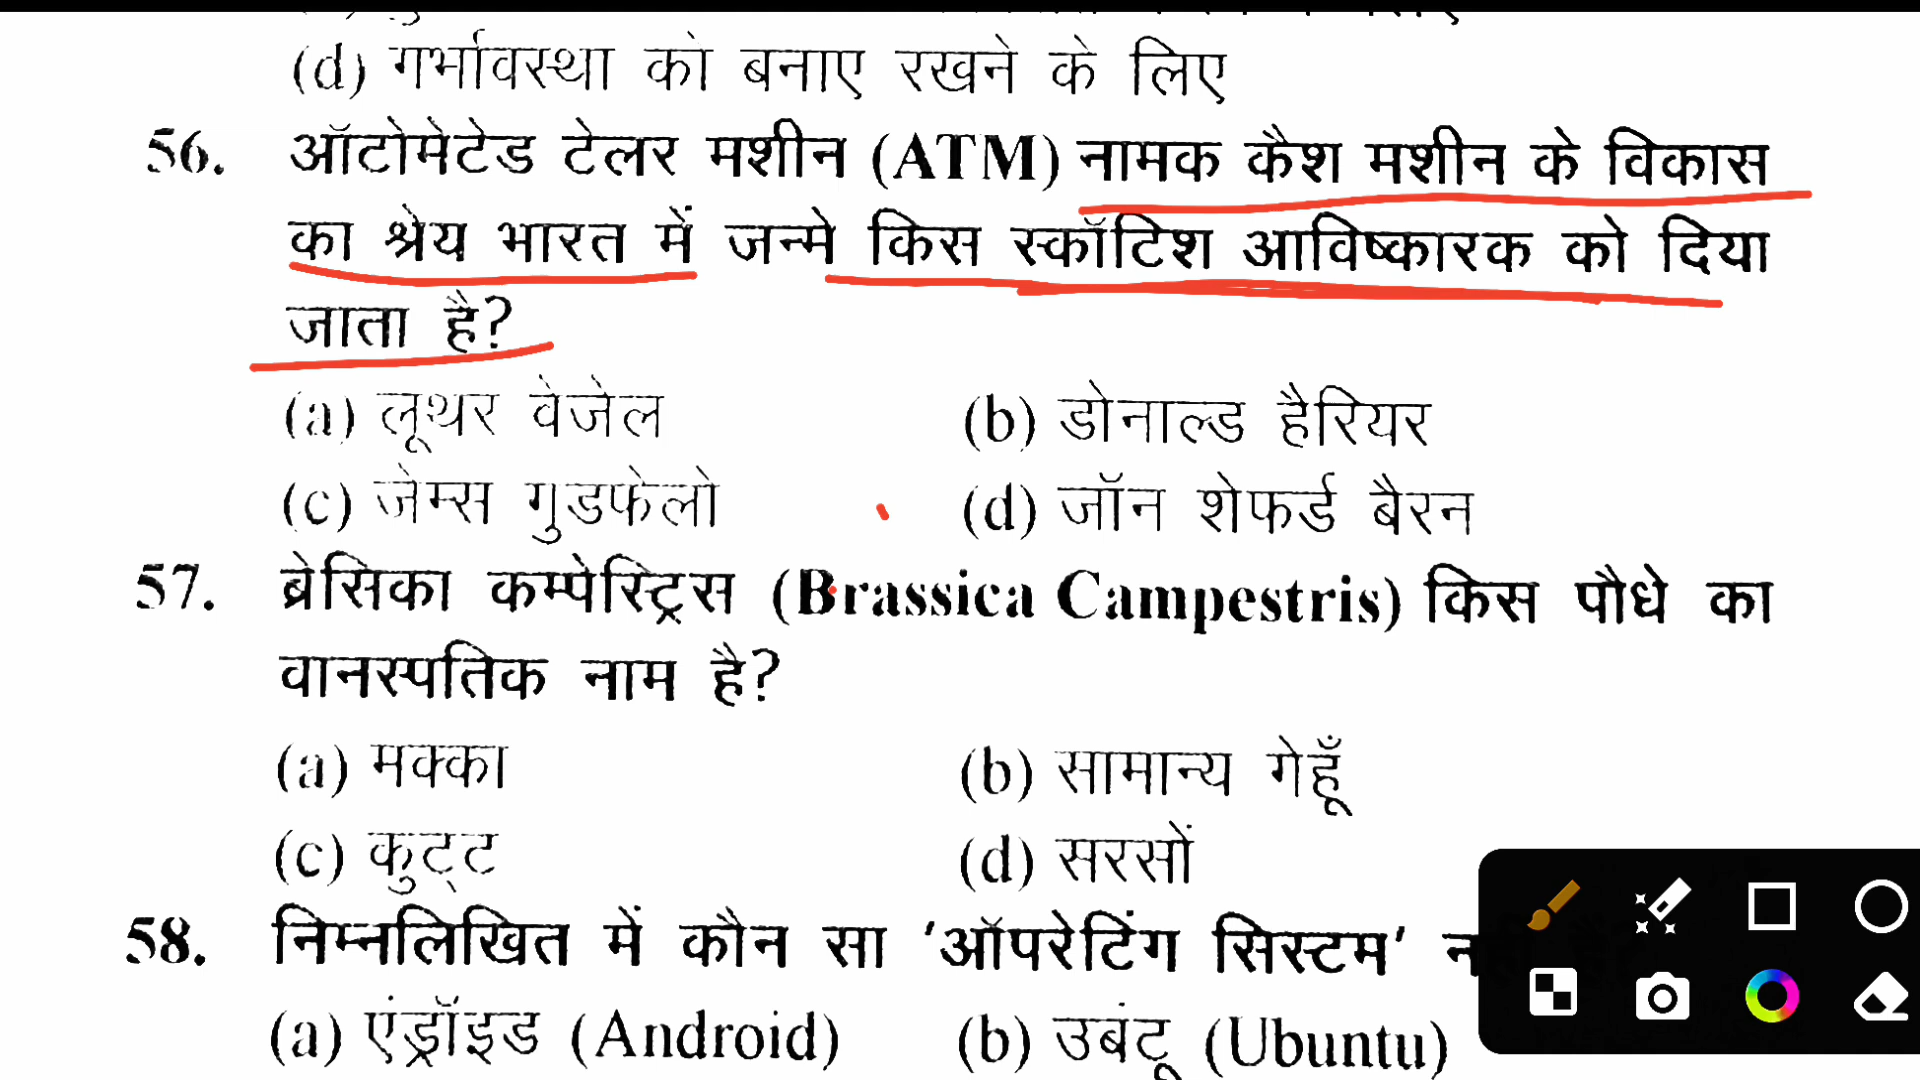 (d) गर्भावस्था को बनाए रखने के लिए
56. ऑटोमेटेड टेलर मशीन (ATM) नामक कैश मशीन के विकास
का श्रेय भारत में जन्मे किस स्कॉटिश आविष्कारक को दिया
जाता है?
(a) लूथर वेजेल (b) डोनाल्ड हैरियर
(c) जेम्स गुडफेलो (d) जॉन शेफर्ड बैरन
57. ब्रेसिका कम्पेस्ट्रिस (Brassica Campestris) किस पौधे का
वानस्पतिक नाम है?
(a) मक्का (b) सामान्य गेहूँ
(c) कुट्ट (d) सरसों
58. निम्नलिखित में कौन सा 'ऑपरेटिंग सिस्टम'
(a) एंड्रॉइड (Android) (b) उबंटू (Ubuntu)